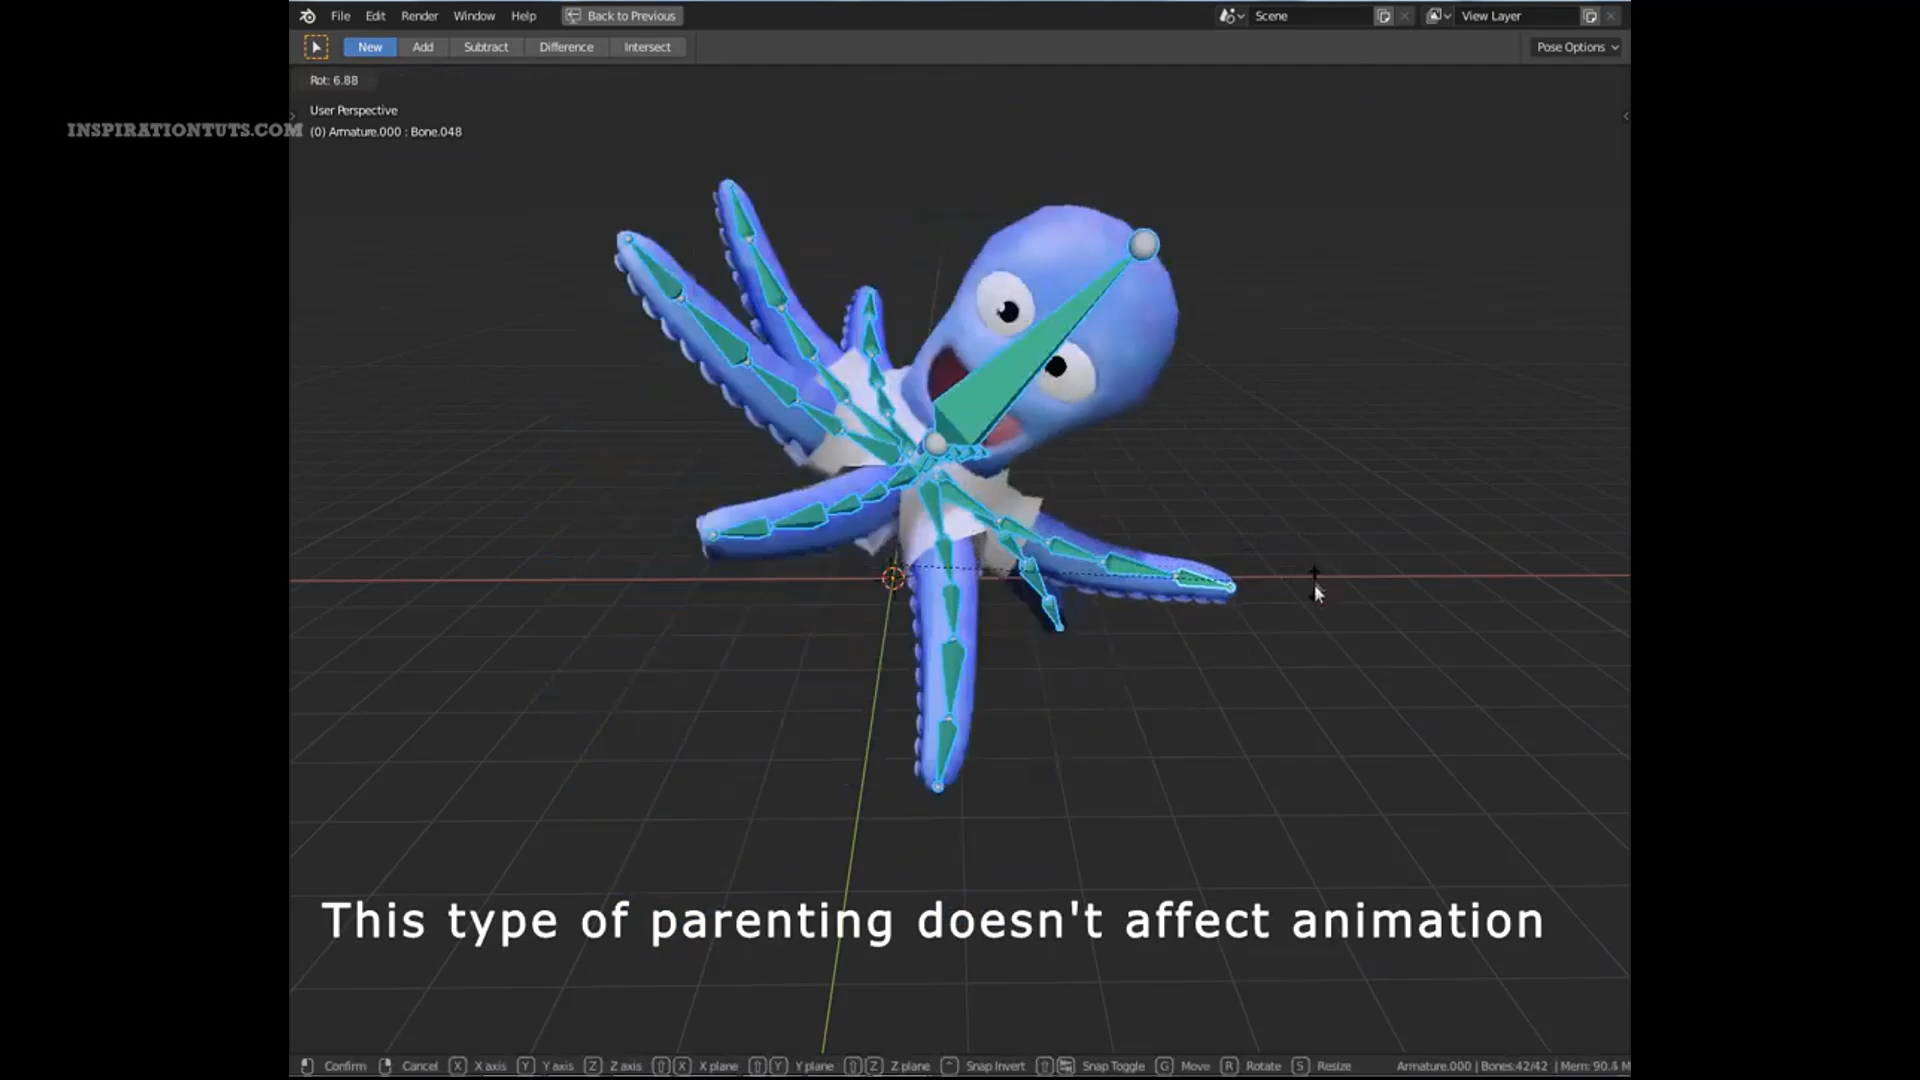 File Edit Render Window Help Back to Previous Scene View Layer
New Add Subtract Difference Intersect Pose Options
Rot: 6.88
User Perspective
INSPIRATIONTUTS.COM
(0) Armature.000 : Bone.048
This type of parenting doesn't affect animation
Confirm Cancel X X axis Y Y axis Z Z axis X X plane Y Y plane Z Z plane Snap Invert Snap Toggle G Move R Rotate S Resize Armature.000 | Bones:42/42 | Mem: 90.4 M